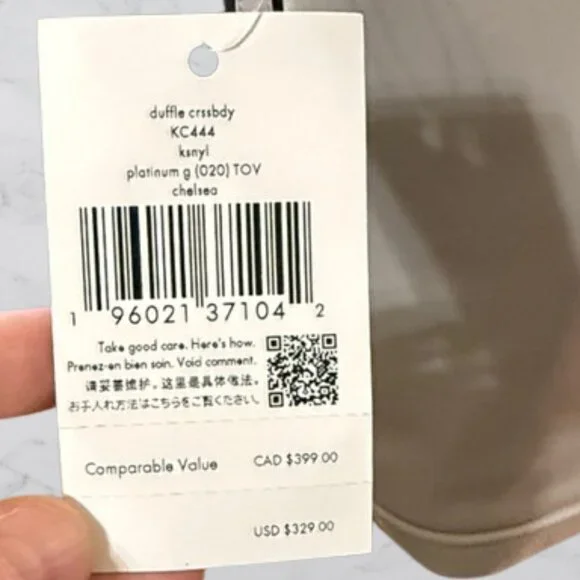 duffle crssbdy
KC444
ksnyl
platinum g (020) TOV
chelsea
1 96021 37104 2
Take good care. Here's how.
Prenez-en bien soin. Void comment.
请妥善维护。这里是具体做法。
お手入れ方法はこちらをご覧ください。
Comparable Value CAD $399.00
USD $329.00